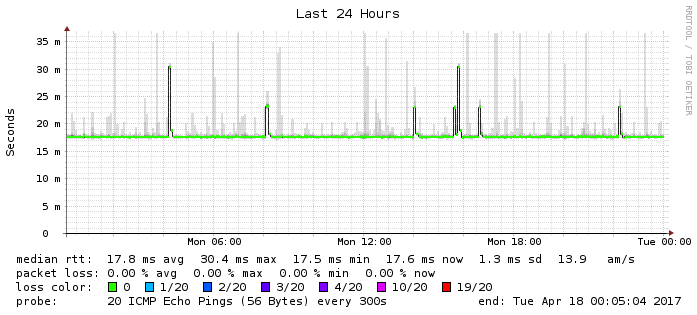 Last 24 Hours
RRDTOOL / TOBI OETIKER
Seconds
35 m
30 m
25 m
20 m
15 m
10 m
5 m
0
Mon 06:00 Mon 12:00 Mon 18:00 Tue 00:00
median rtt: 17.8 ms avg 30.4 ms max 17.5 ms min 17.6 ms now 1.3 ms sd 13.9 am/s
packet loss: 0.00 % avg 0.00 % max 0.00 % min 0.00 % now
loss color: 0 1/20 2/20 3/20 4/20 10/20 19/20
probe: 20 ICMP Echo Pings (56 Bytes) every 300s end: Tue Apr 18 00:05:04 2017